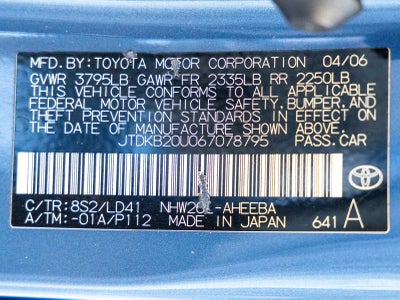 MFD.BY:TOYOTA MOTOR CORPORATION 04/06
GVWR 3795LB GAWR FR 2335LB RR 2250LB
THIS VEHICLE CONFORMS TO ALL APPLICABLE
FEDERAL MOTOR VEHICLE SAFETY, BUMPER, AND
THEFT PREVENTION STANDARDS IN EFFECT ON
THE DATE OF MANUFACTURE SHOWN ABOVE.
JTDKB20U067078795 PASS.CAR
C/TR:8S2/LD41 NHW20L-AHEEBA
A/TM:-01A/P112 MADE IN JAPAN 641 A